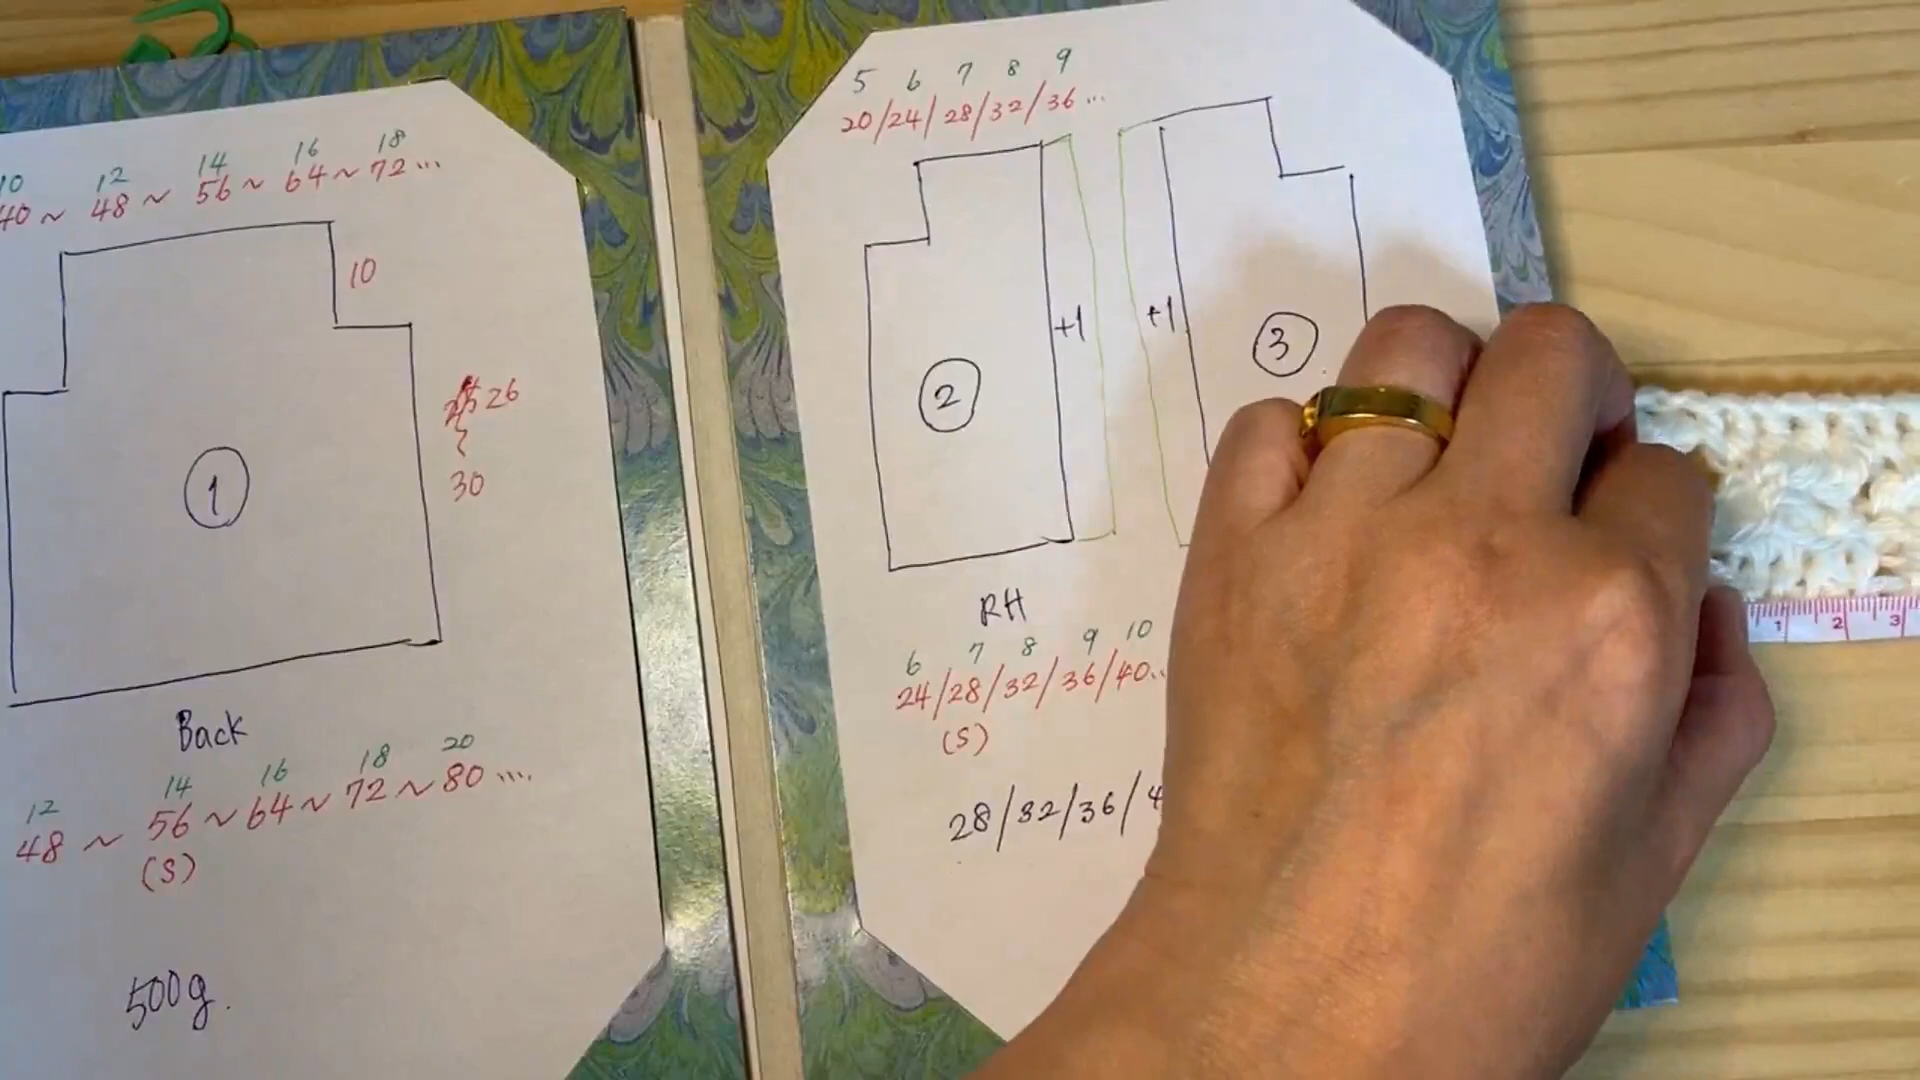 10 12 14 16 18
40 ~ 48 ~ 56 ~ 64 ~ 72 ...
10
26
30
1
Back
12 14 16 18 20
48 ~ 56 ~ 64 ~ 72 ~ 80 ....
(S)
500g.
5 6 7 8 9
20/24/28/32/36 ...
+1 +1
2
3
RH
6 7 8 9 10
24/28/32/36/40..
(S)
28/32/36/4
1 2 3